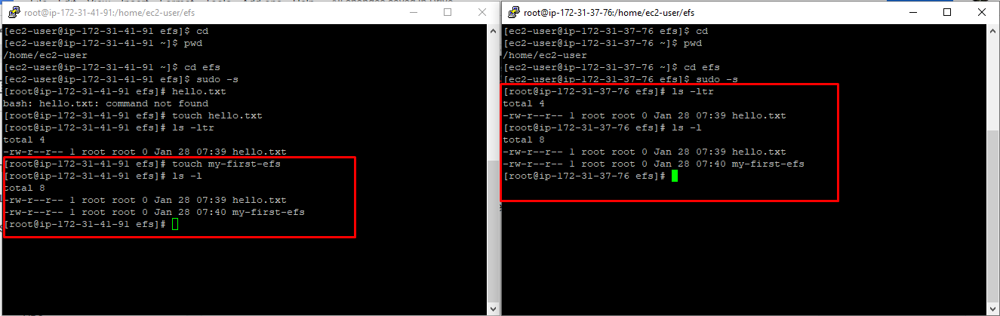 root@ip-172-31-41-91:/home/ec2-user/efs
[ec2-user@ip-172-31-41-91 efs]$ cd
[ec2-user@ip-172-31-41-91 ~]$ pwd
/home/ec2-user
[ec2-user@ip-172-31-41-91 ~]$ cd efs
[ec2-user@ip-172-31-41-91 efs]$ sudo -s
[root@ip-172-31-41-91 efs]# hello.txt
bash: hello.txt: command not found
[root@ip-172-31-41-91 efs]# touch hello.txt
[root@ip-172-31-41-91 efs]# ls -ltr
total 4
-rw-r--r-- 1 root root 0 Jan 28 07:39 hello.txt
[root@ip-172-31-41-91 efs]# touch my-first-efs
[root@ip-172-31-41-91 efs]# ls -l
total 8
-rw-r--r-- 1 root root 0 Jan 28 07:39 hello.txt
-rw-r--r-- 1 root root 0 Jan 28 07:40 my-first-efs
[root@ip-172-31-41-91 efs]#
root@ip-172-31-37-76:/home/ec2-user/efs
[ec2-user@ip-172-31-37-76 efs]$ cd
[ec2-user@ip-172-31-37-76 ~]$ pwd
/home/ec2-user
[ec2-user@ip-172-31-37-76 ~]$ cd efs
[ec2-user@ip-172-31-37-76 efs]$ sudo -s
[root@ip-172-31-37-76 efs]# ls -ltr
total 4
-rw-r--r-- 1 root root 0 Jan 28 07:39 hello.txt
[root@ip-172-31-37-76 efs]# ls -l
total 8
-rw-r--r-- 1 root root 0 Jan 28 07:39 hello.txt
-rw-r--r-- 1 root root 0 Jan 28 07:40 my-first-efs
[root@ip-172-31-37-76 efs]#